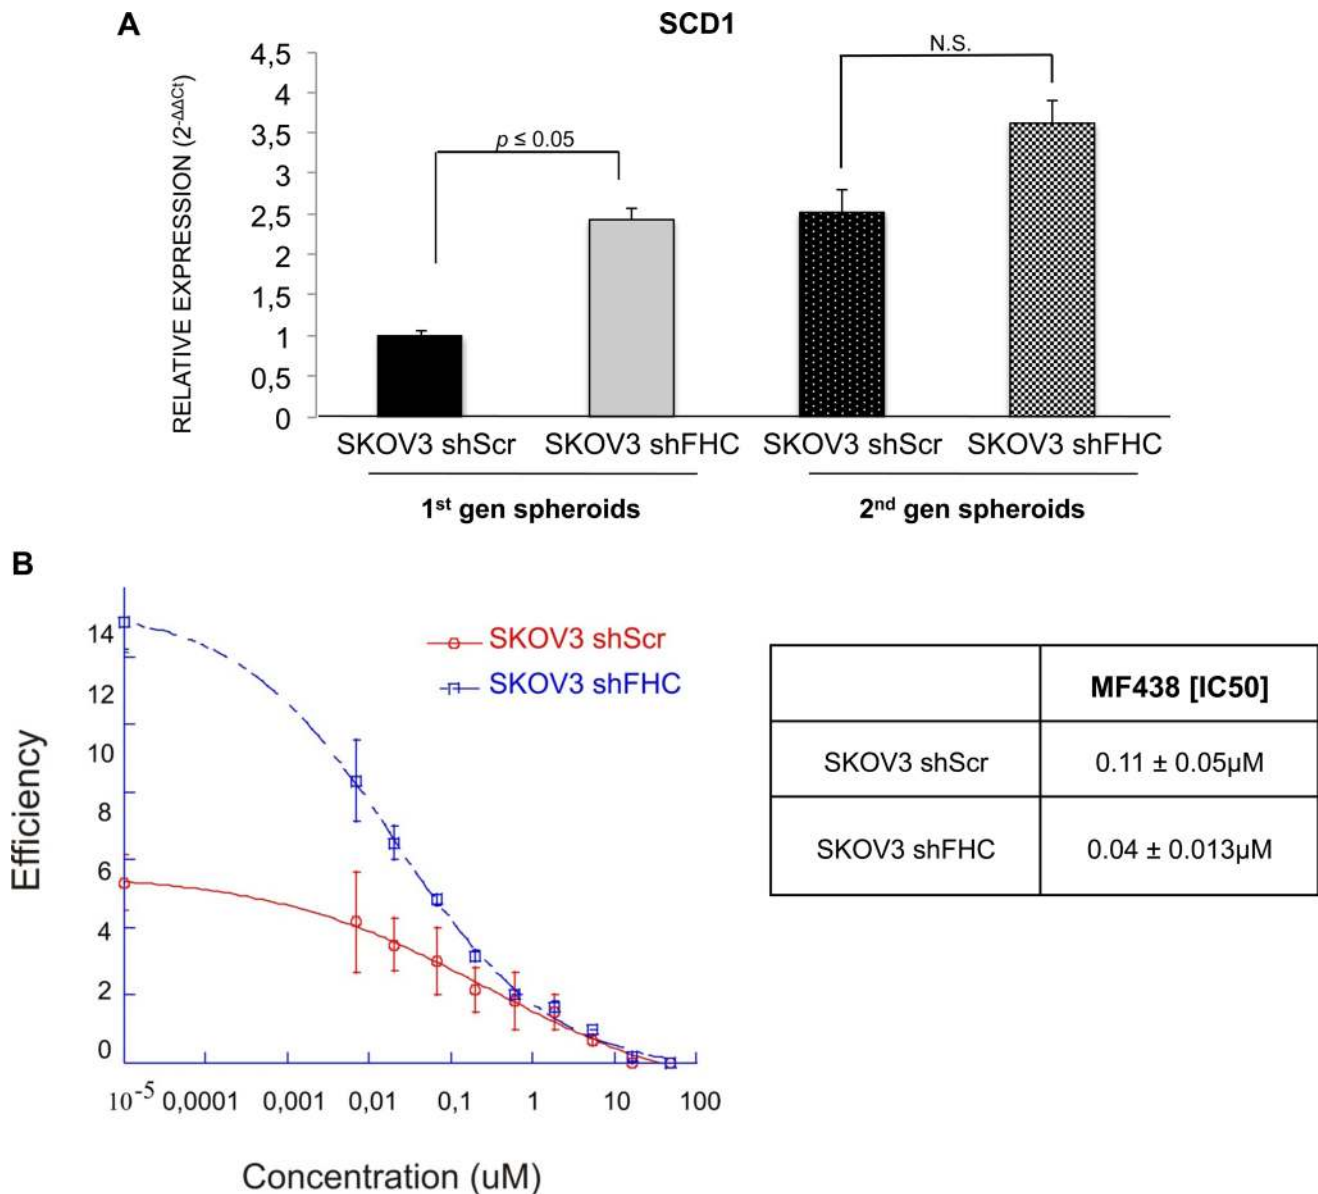 A
SCD1
RELATIVE EXPRESSION (2-ΔΔCt)
4,5
4
3,5
3
2,5
2
1,5
1
0,5
0
p ≤ 0.05
N.S.
SKOV3 shScr SKOV3 shFHC SKOV3 shScr SKOV3 shFHC
1st gen spheroids 2nd gen spheroids
B
Efficiency
14
12
10
8
6
4
2
0
SKOV3 shScr
SKOV3 shFHC
10-5 0,0001 0,001 0,01 0,1 1 10 100
Concentration (uM)
MF438 [IC50]
SKOV3 shScr 0.11 ± 0.05µM
SKOV3 shFHC 0.04 ± 0.013µM